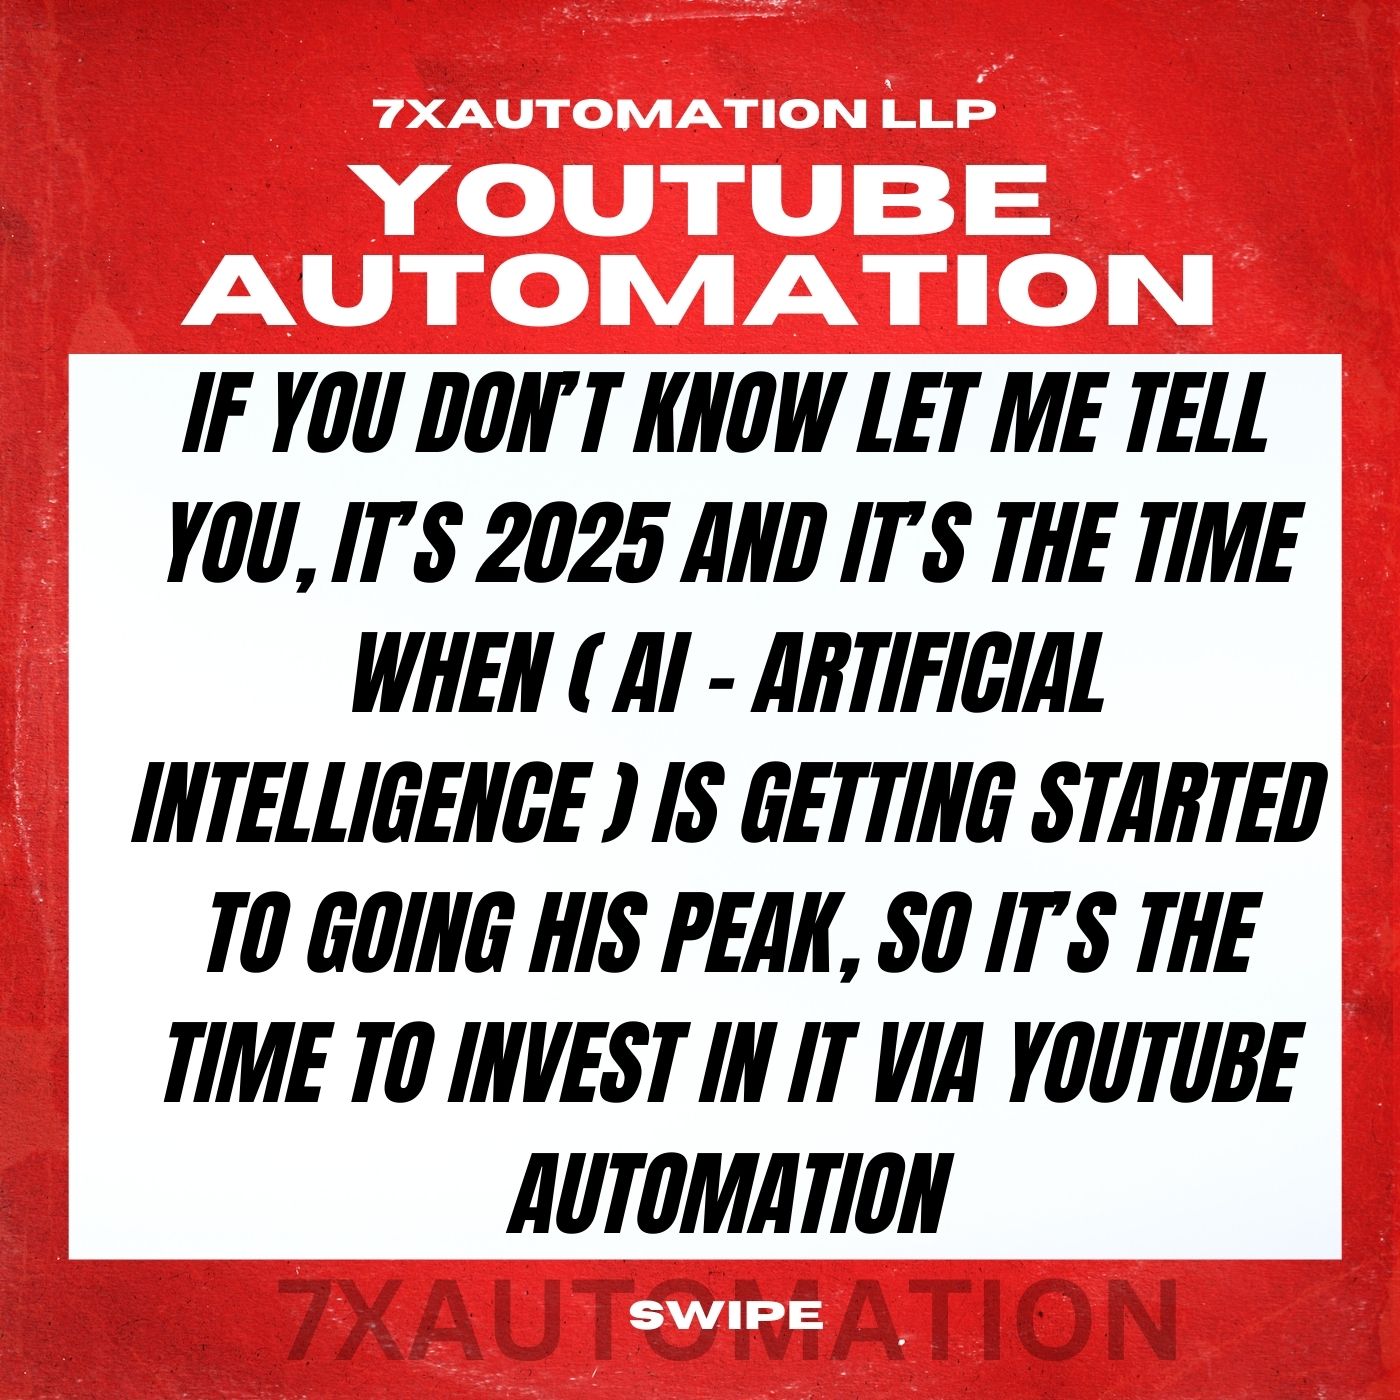 7XAUTOMATION LLP
YOUTUBE
AUTOMATION
IF YOU DON'T KNOW LET ME TELL
YOU, IT'S 2025 AND IT'S THE TIME
WHEN ( AI - ARTIFICIAL
INTELLIGENCE ) IS GETTING STARTED
TO GOING HIS PEAK, SO IT'S THE
TIME TO INVEST IN IT VIA YOUTUBE
AUTOMATION
7XAUTOMATION
SWIPE